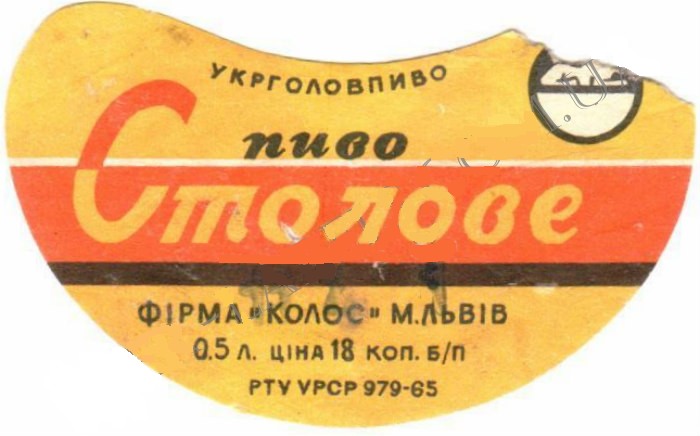 УКРГОЛОВПИВО
пиво
Столове
ФІРМА "КОЛОС" М.ЛЬВІВ
0.5 Л. ЦІНА 18 КОП. Б/П
РТУ УРСР 979-65